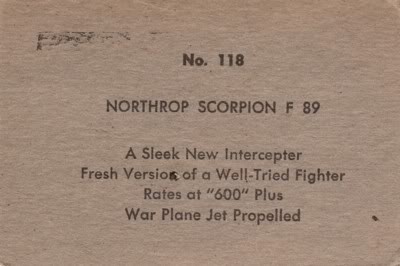 No. 118
NORTHROP SCORPION F 89
A Sleek New Intercepter
Fresh Version of a Well-Tried Fighter
Rates at "600" Plus
War Plane Jet Propelled